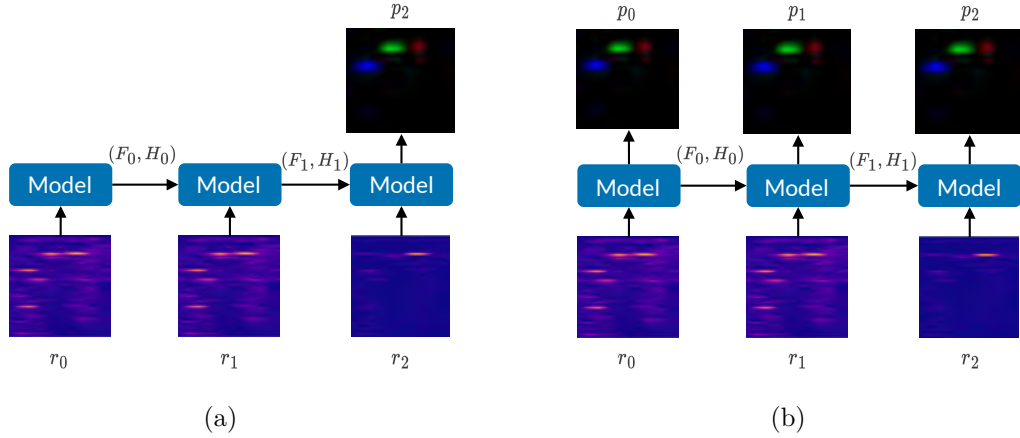 p₂
(F₀, H₀)
(F₁, H₁)
Model
Model
Model
r₀
r₁
r₂
(a)
p₀
p₁
p₂
(F₀, H₀)
(F₁, H₁)
Model
Model
Model
r₀
r₁
r₂
(b)